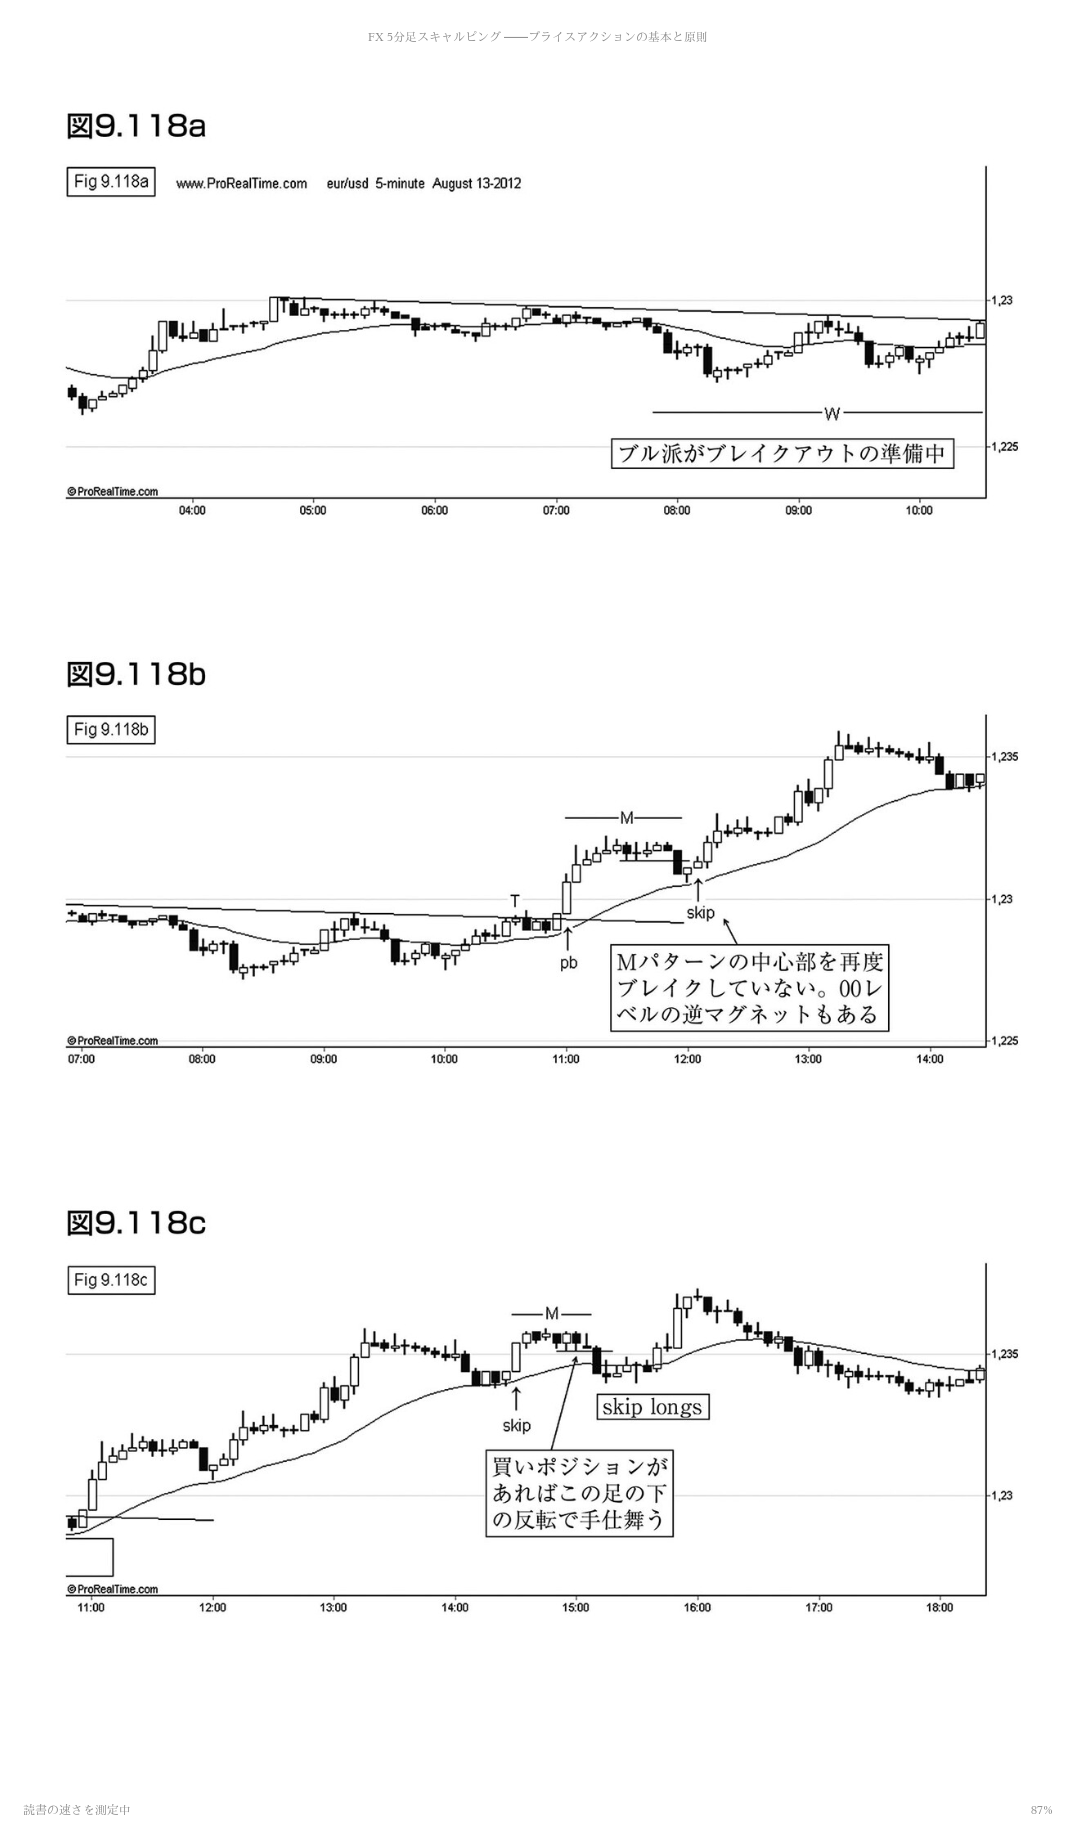 FX 5分足スキャルピング ――プライスアクションの基本と原則
図9.118a
Fig 9.118a www.ProRealTime.com eur/usd 5-minute August 13-2012
1,23
W
ブル派がブレイクアウトの準備中
1,225
©ProRealTime.com
04:00 05:00 06:00 07:00 08:00 09:00 10:00
図9.118b
Fig 9.118b
1,235
M
T
1,23
skip
pb
Mパターンの中心部を再度
ブレイクしていない。00レ
ベルの逆マグネットもある
©ProRealTime.com
1,225
07:00 08:00 09:00 10:00 11:00 12:00 13:00 14:00
図9.118c
Fig 9.118c
M
1,235
skip longs
skip
買いポジションが
あればこの足の下
の反転で手仕舞う
1,23
©ProRealTime.com
11:00 12:00 13:00 14:00 15:00 16:00 17:00 18:00
読書の速さを測定中 87%